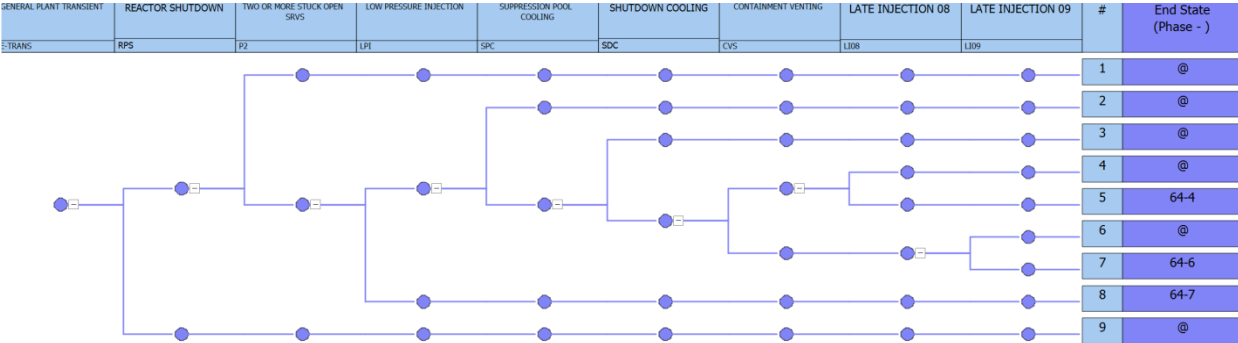 GENERAL PLANT TRANSIENT
REACTOR SHUTDOWN
TWO OR MORE STUCK OPEN
SRVS
LOW PRESSURE INJECTION
SUPPRESSION POOL
COOLING
SHUTDOWN COOLING
CONTAINMENT VENTING
LATE INJECTION 08
LATE INJECTION 09
#
End State
(Phase - )
E-TRANS
RPS
P2
LPI
SPC
SDC
CVS
LI08
LI09
1 @
2 @
3 @
4 @
5 64-4
6 @
7 64-6
8 64-7
9 @